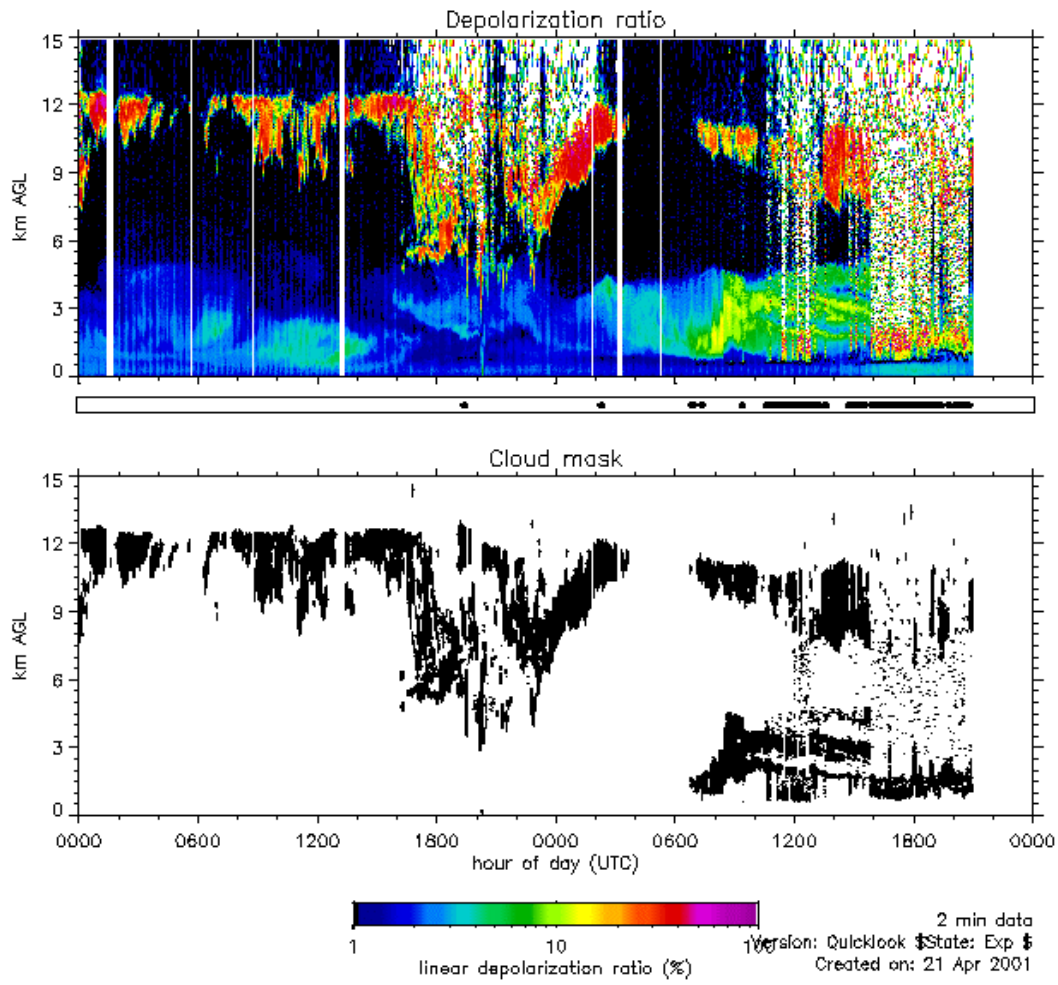 Depolarization ratio
15
12
9
6
3
0
km AGL
Cloud mask
15
12
9
6
3
0
km AGL
0000 0600 1200 1800 0000 0600 1200 1800 0000
hour of day (UTC)
1 10 100
linear depolarization ratio (%)
2 min data
Version: Quicklook $State: Exp $
Created on: 21 Apr 2001